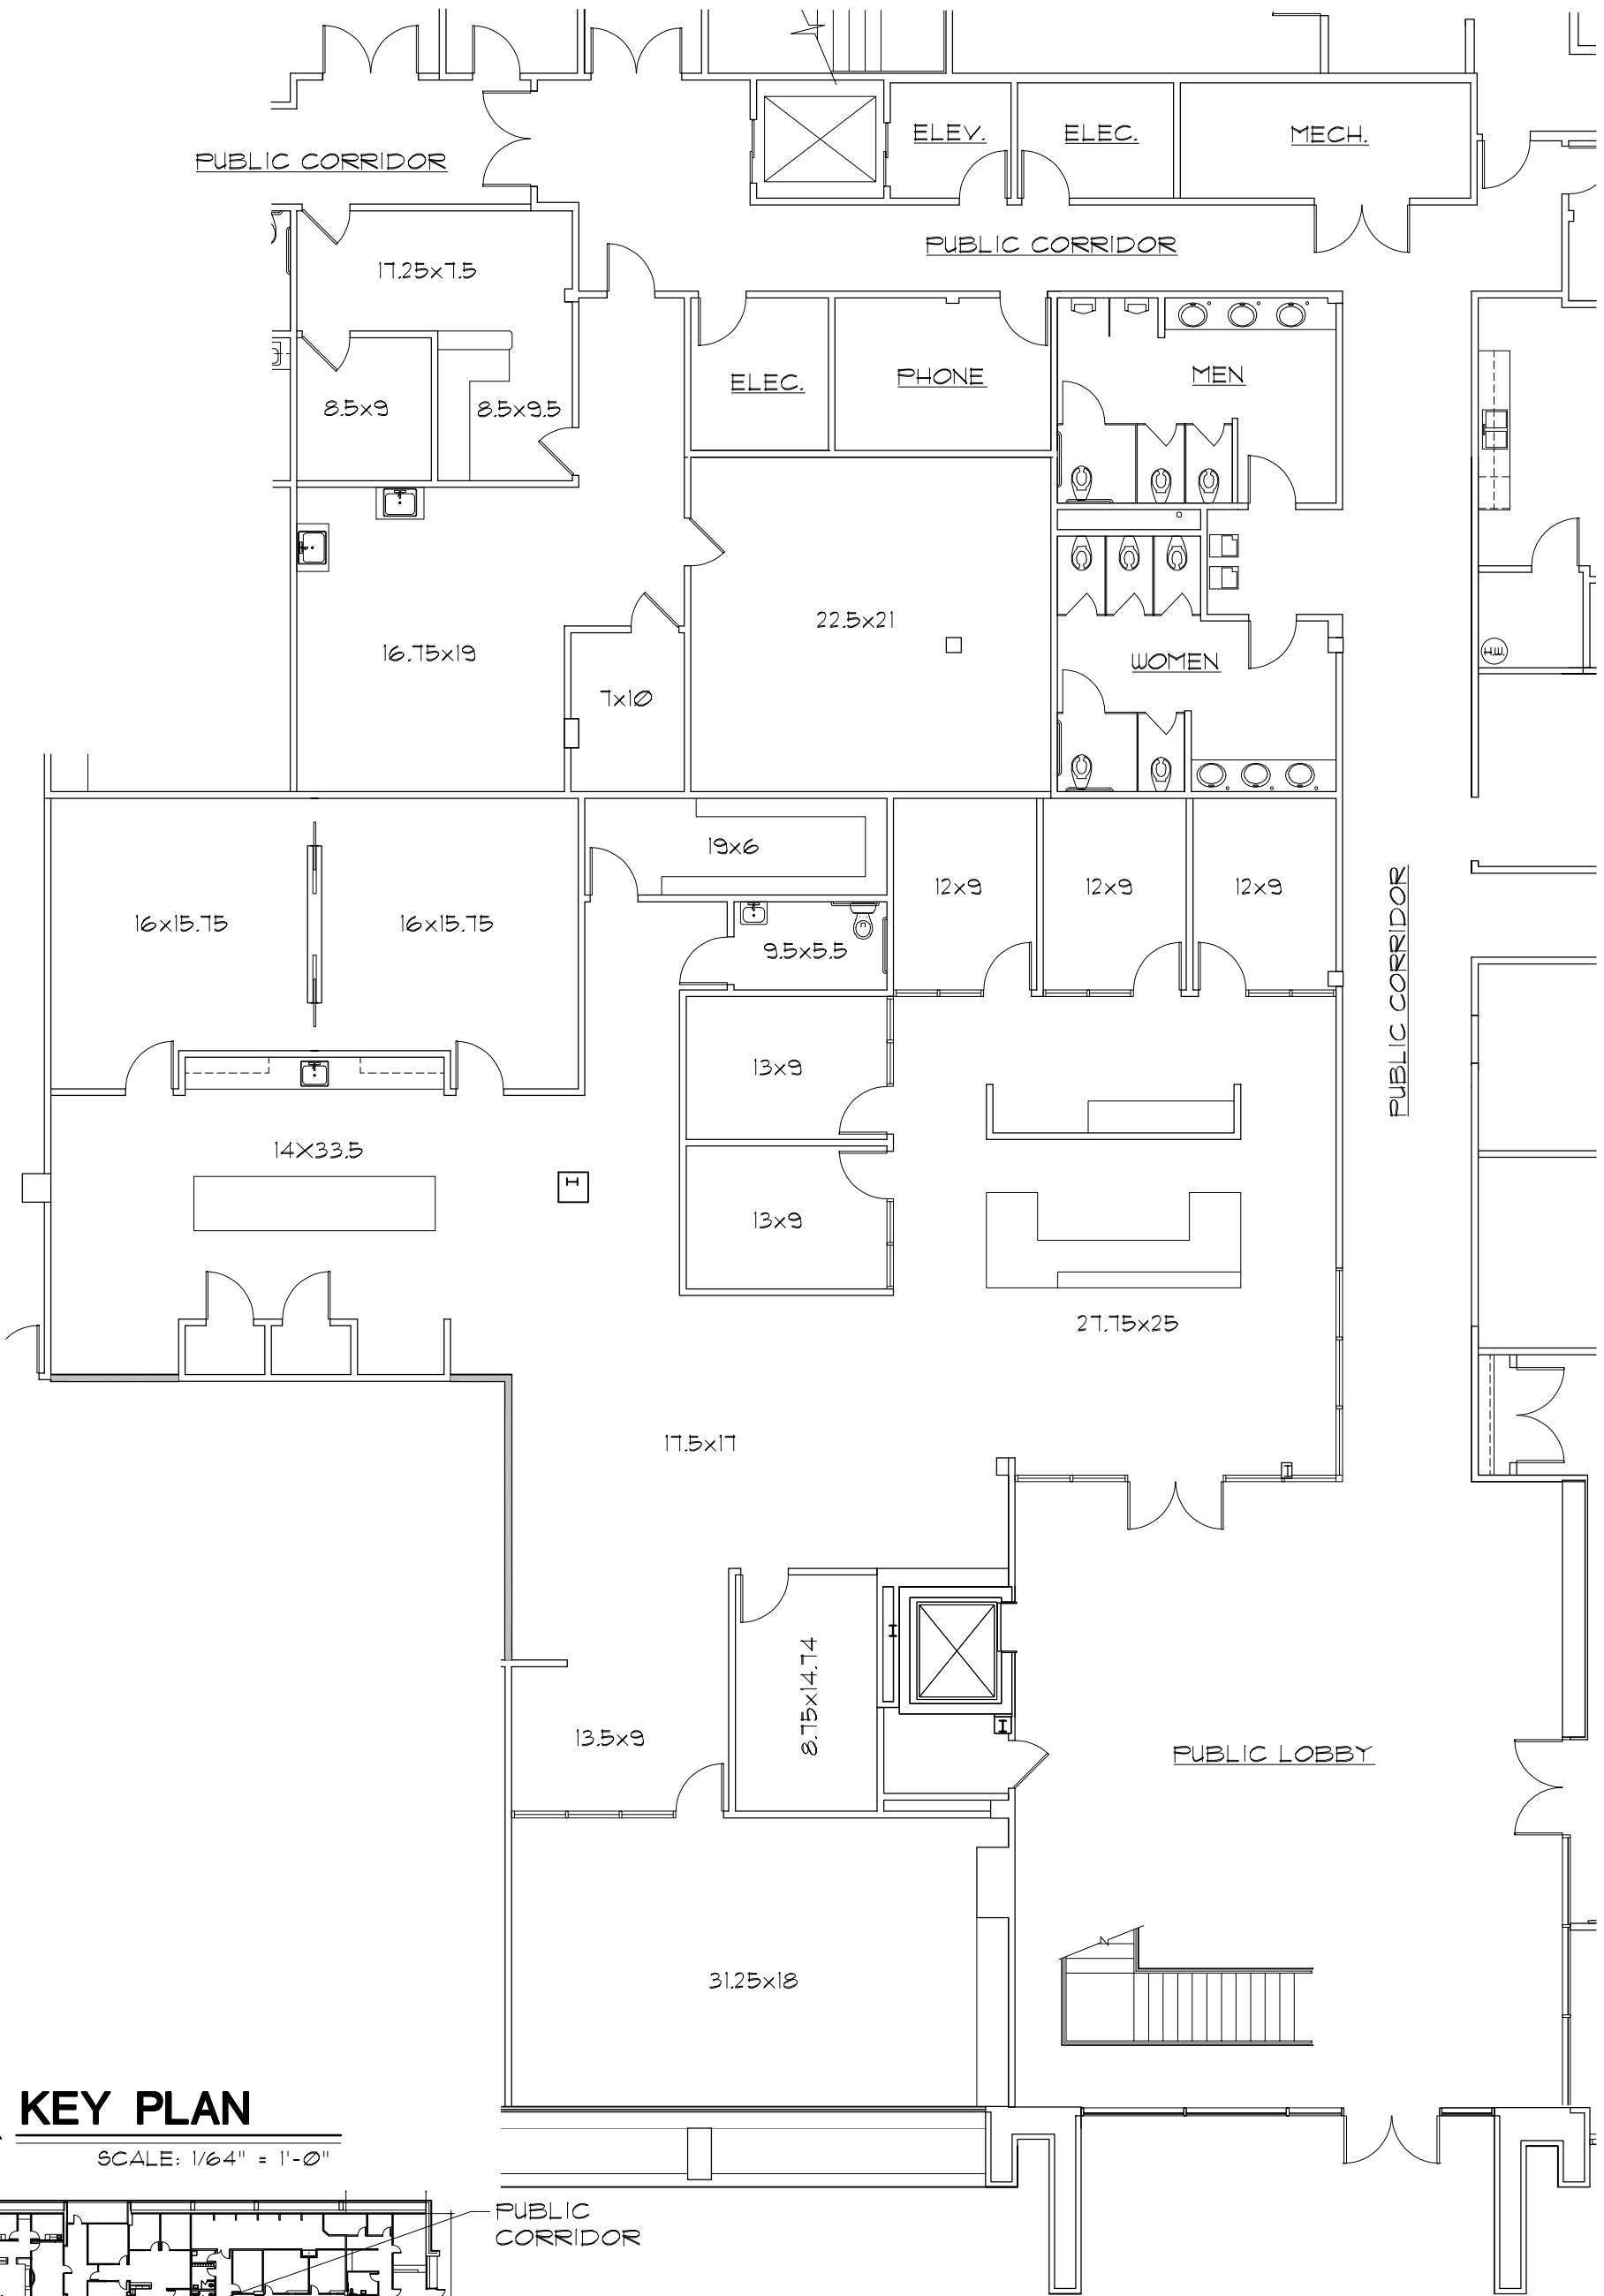 ELEV.
ELEC.
MECH.
PUBLIC CORRIDOR
PUBLIC CORRIDOR
17.25x7.5
8.5x9
8.5x9.5
ELEC.
PHONE
MEN
22.5x21
16.75x19
7x10
WOMEN
H.W.
19x6
12x9
12x9
12x9
16x15.75
16x15.75
9.5x5.5
PUBLIC CORRIDOR
13x9
14X33.5
13x9
27.75x25
17.5x17
8.75x14.74
13.5x9
PUBLIC LOBBY
N
31.25x18
KEY PLAN
SCALE: 1/64" = 1'-0"
PUBLIC
CORRIDOR